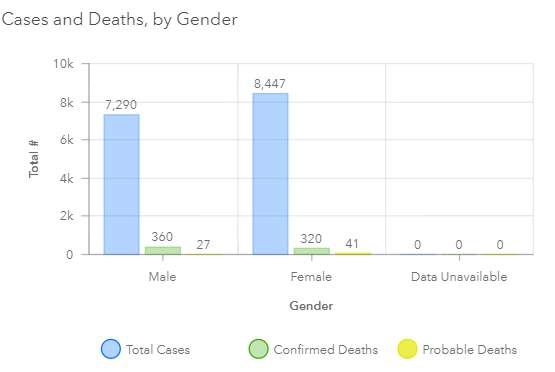 Cases and Deaths, by Gender
10k
8k
6k
4k
2k
0
Total #
7,290
360
27
8,447
320
41
0
0
0
Male
Female
Data Unavailable
Gender
Total Cases
Confirmed Deaths
Probable Deaths